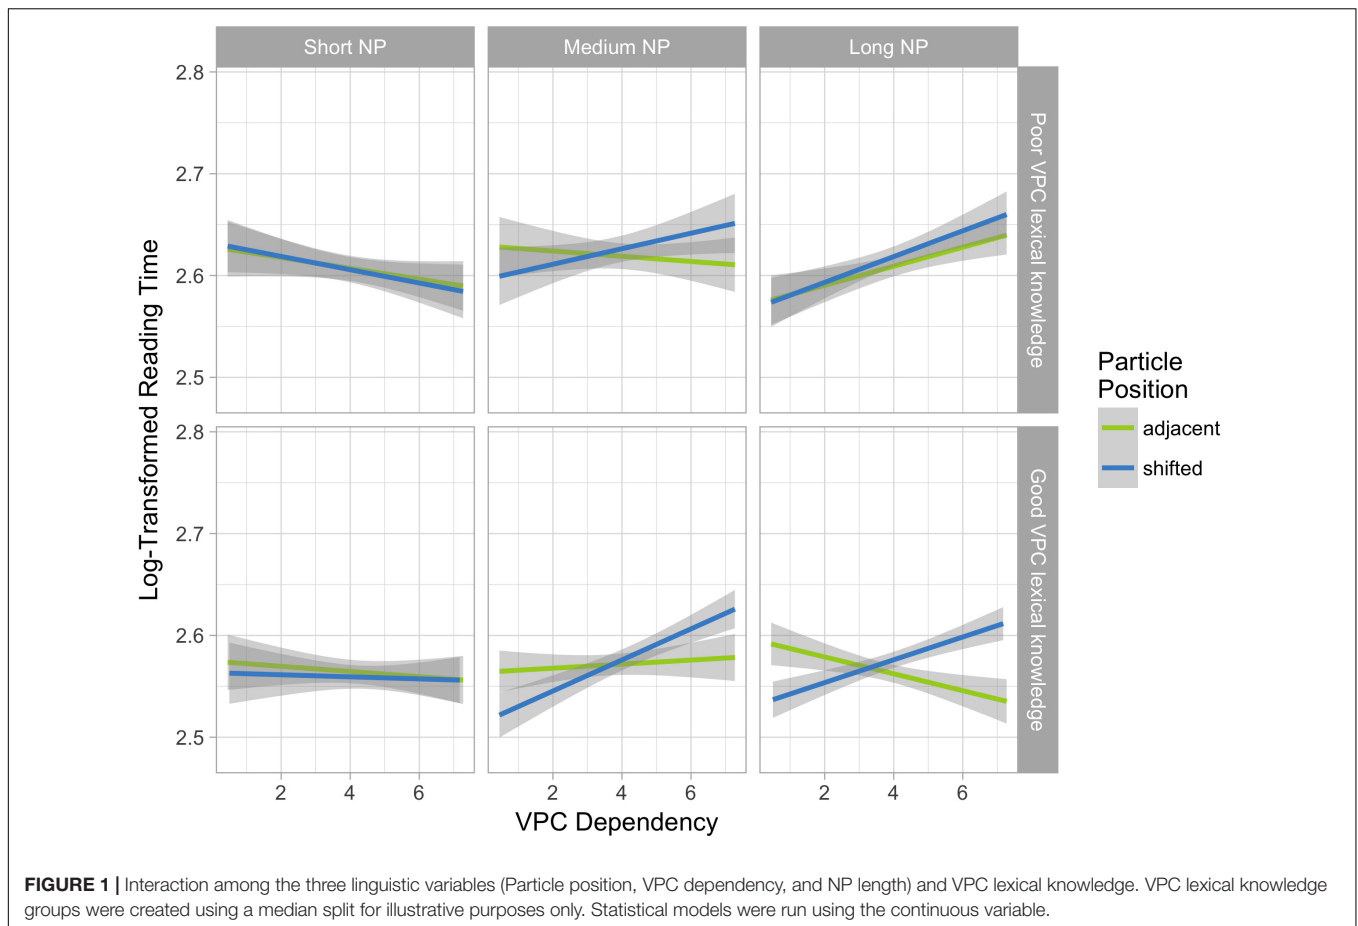 Short NP
Medium NP
Long NP
2.8
2.7
2.6
2.5
Poor VPC lexical knowledge
2.8
2.7
2.6
2.5
Good VPC lexical knowledge
Log-Transformed Reading Time
2 4 6
2 4 6
2 4 6
VPC Dependency
Particle
Position
adjacent
shifted
FIGURE 1 | Interaction among the three linguistic variables (Particle position, VPC dependency, and NP length) and VPC lexical knowledge. VPC lexical knowledge
groups were created using a median split for illustrative purposes only. Statistical models were run using the continuous variable.